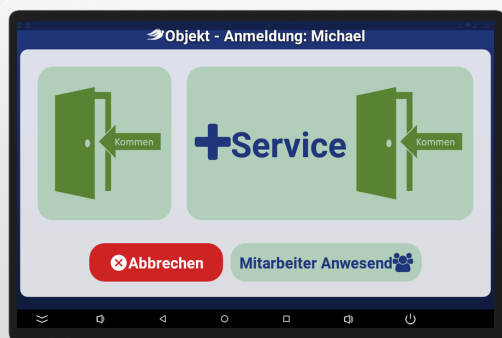 Objekt - Anmeldung: Michael
Kommen
+Service
Kommen
Abbrechen
Mitarbeiter Anwesend